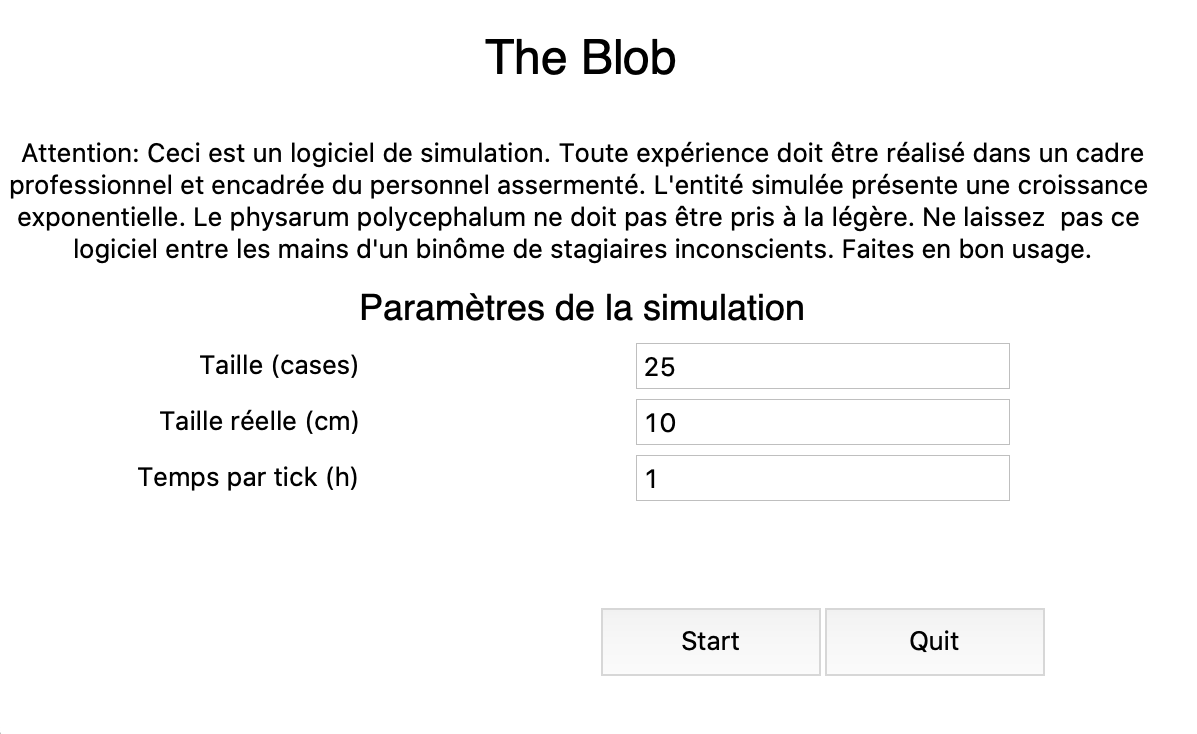 The Blob
Attention: Ceci est un logiciel de simulation. Toute expérience doit être réalisé dans un cadre
professionnel et encadrée du personnel assermenté. L'entité simulée présente une croissance
exponentielle. Le physarum polycephalum ne doit pas être pris à la légère. Ne laissez  pas ce
logiciel entre les mains d'un binôme de stagiaires inconscients. Faites en bon usage.
Paramètres de la simulation
Taille (cases) 25
Taille réelle (cm) 10
Temps par tick (h) 1
Start Quit